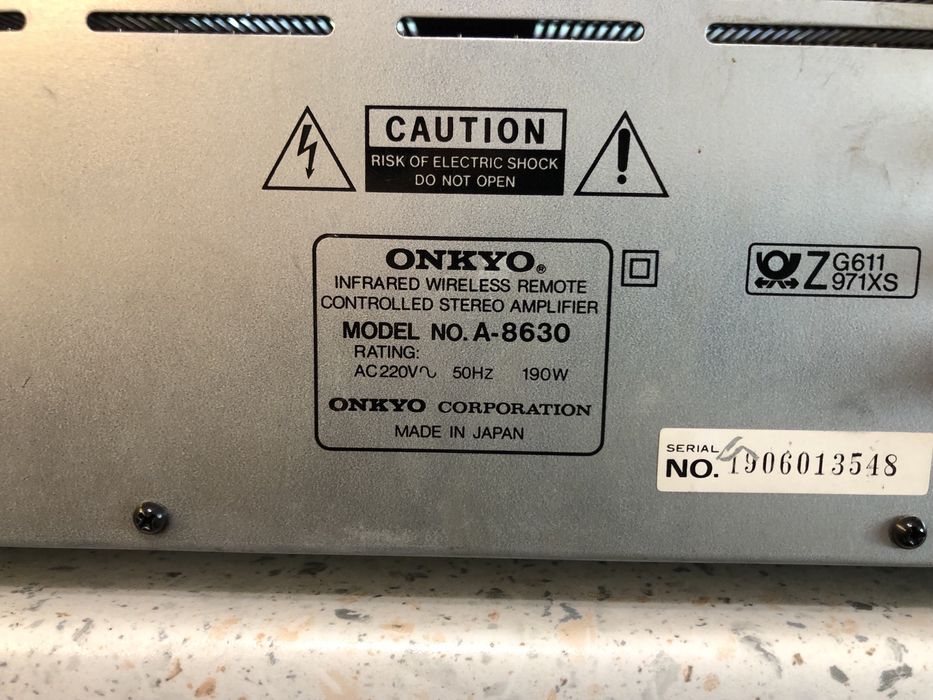 CAUTION
RISK OF ELECTRIC SHOCK
DO NOT OPEN
ONKYO®
INFRARED WIRELESS REMOTE
CONTROLLED STEREO AMPLIFIER
MODEL NO. A-8630
RATING:
AC220V∿ 50Hz 190W
ONKYO CORPORATION
MADE IN JAPAN
Z G611
971XS
SERIAL
NO. 1906013548